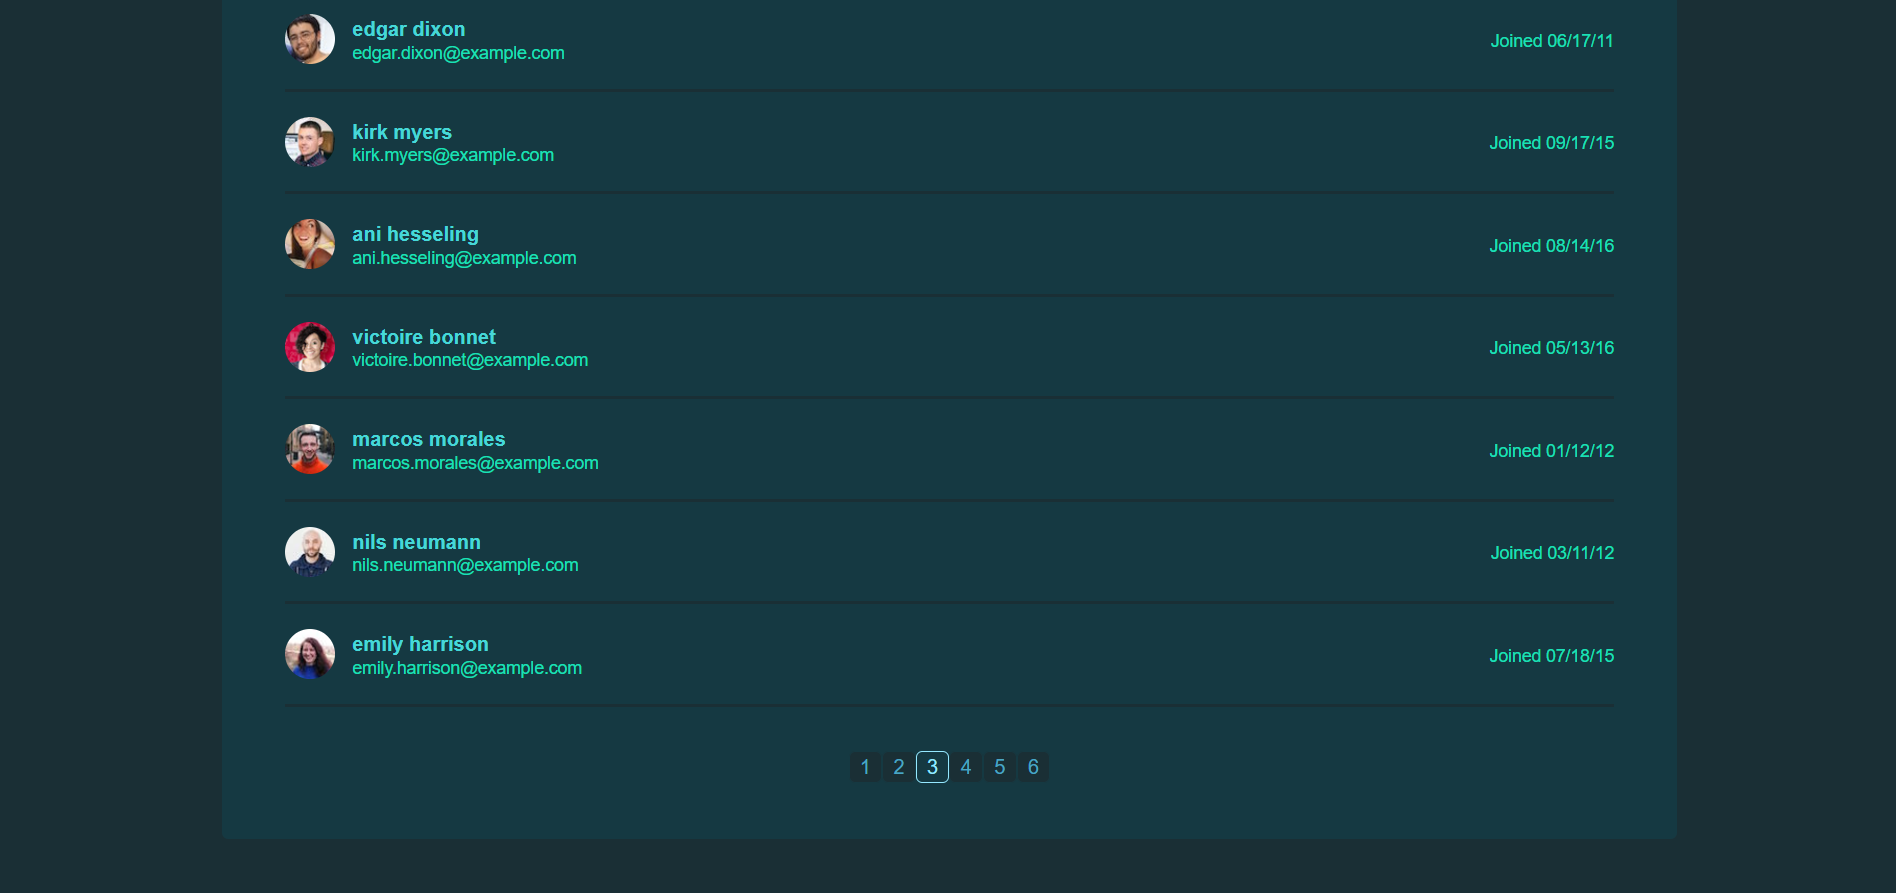 edgar dixon
edgar.dixon@example.com
Joined 06/17/11
kirk myers
kirk.myers@example.com
Joined 09/17/15
ani hesseling
ani.hesseling@example.com
Joined 08/14/16
victoire bonnet
victoire.bonnet@example.com
Joined 05/13/16
marcos morales
marcos.morales@example.com
Joined 01/12/12
nils neumann
nils.neumann@example.com
Joined 03/11/12
emily harrison
emily.harrison@example.com
Joined 07/18/15
1 2 3 4 5 6